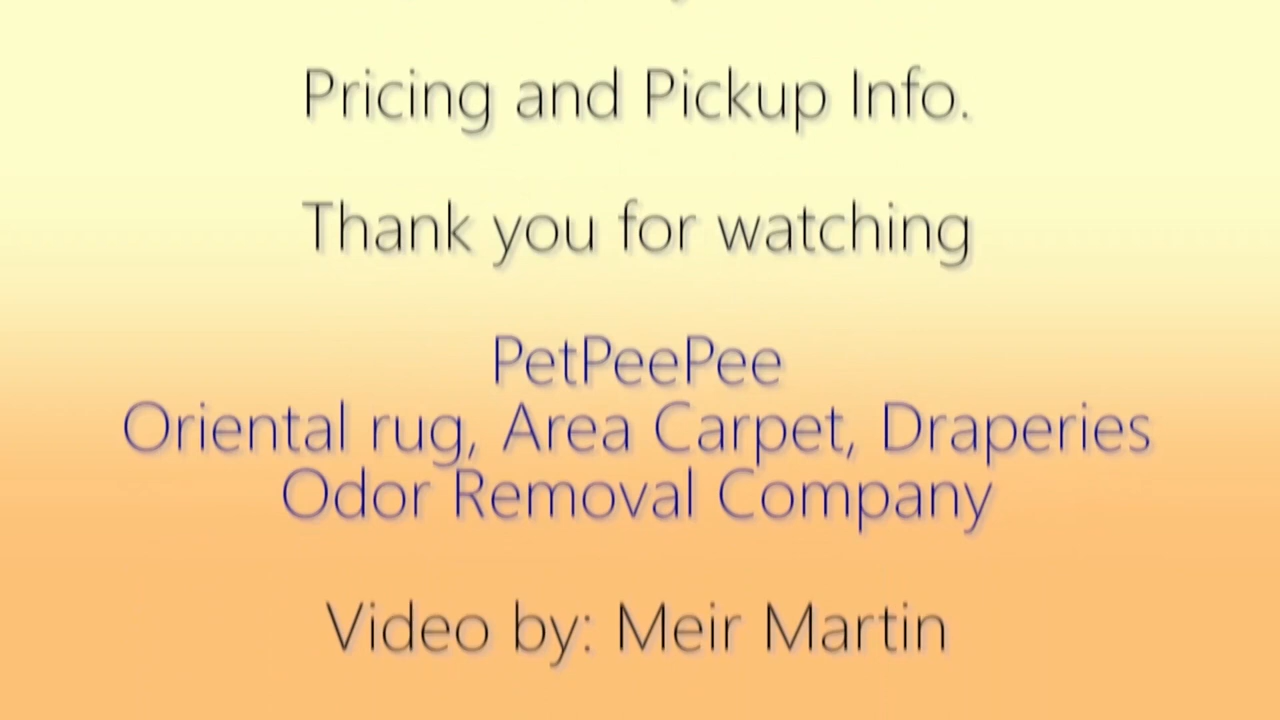 Pricing and Pickup Info.
Thank you for watching
PetPeePee
Oriental rug, Area Carpet, Draperies
Odor Removal Company
Video by: Meir Martin